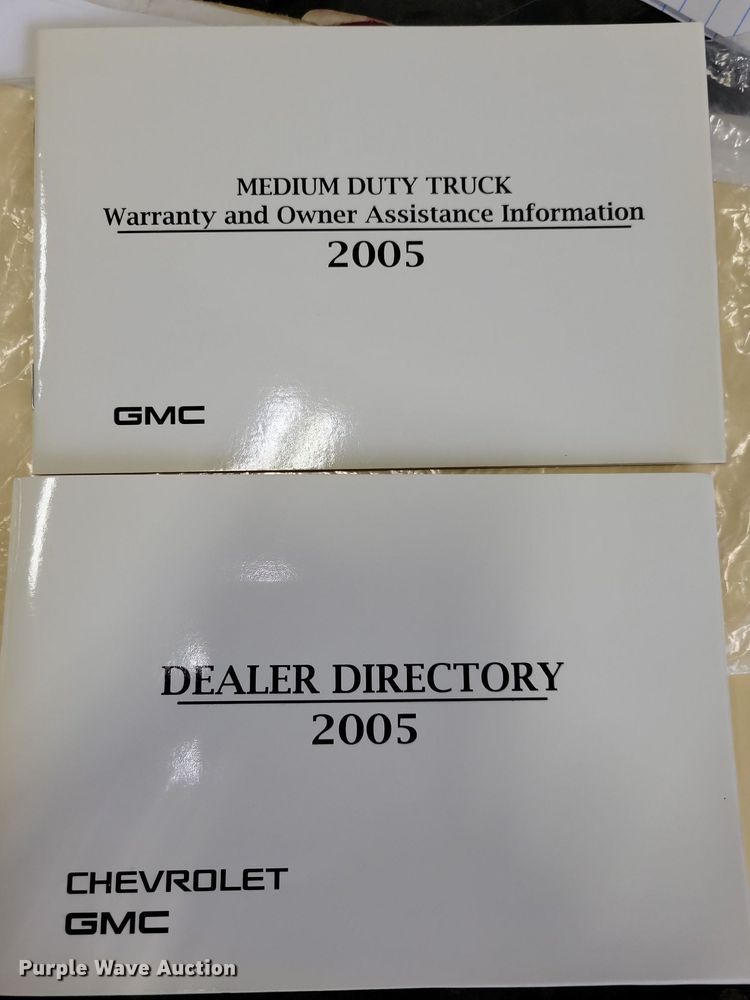 MEDIUM DUTY TRUCK
Warranty and Owner Assistance Information
2005
GMC
DEALER DIRECTORY
2005
CHEVROLET
GMC
Purple Wave Auction